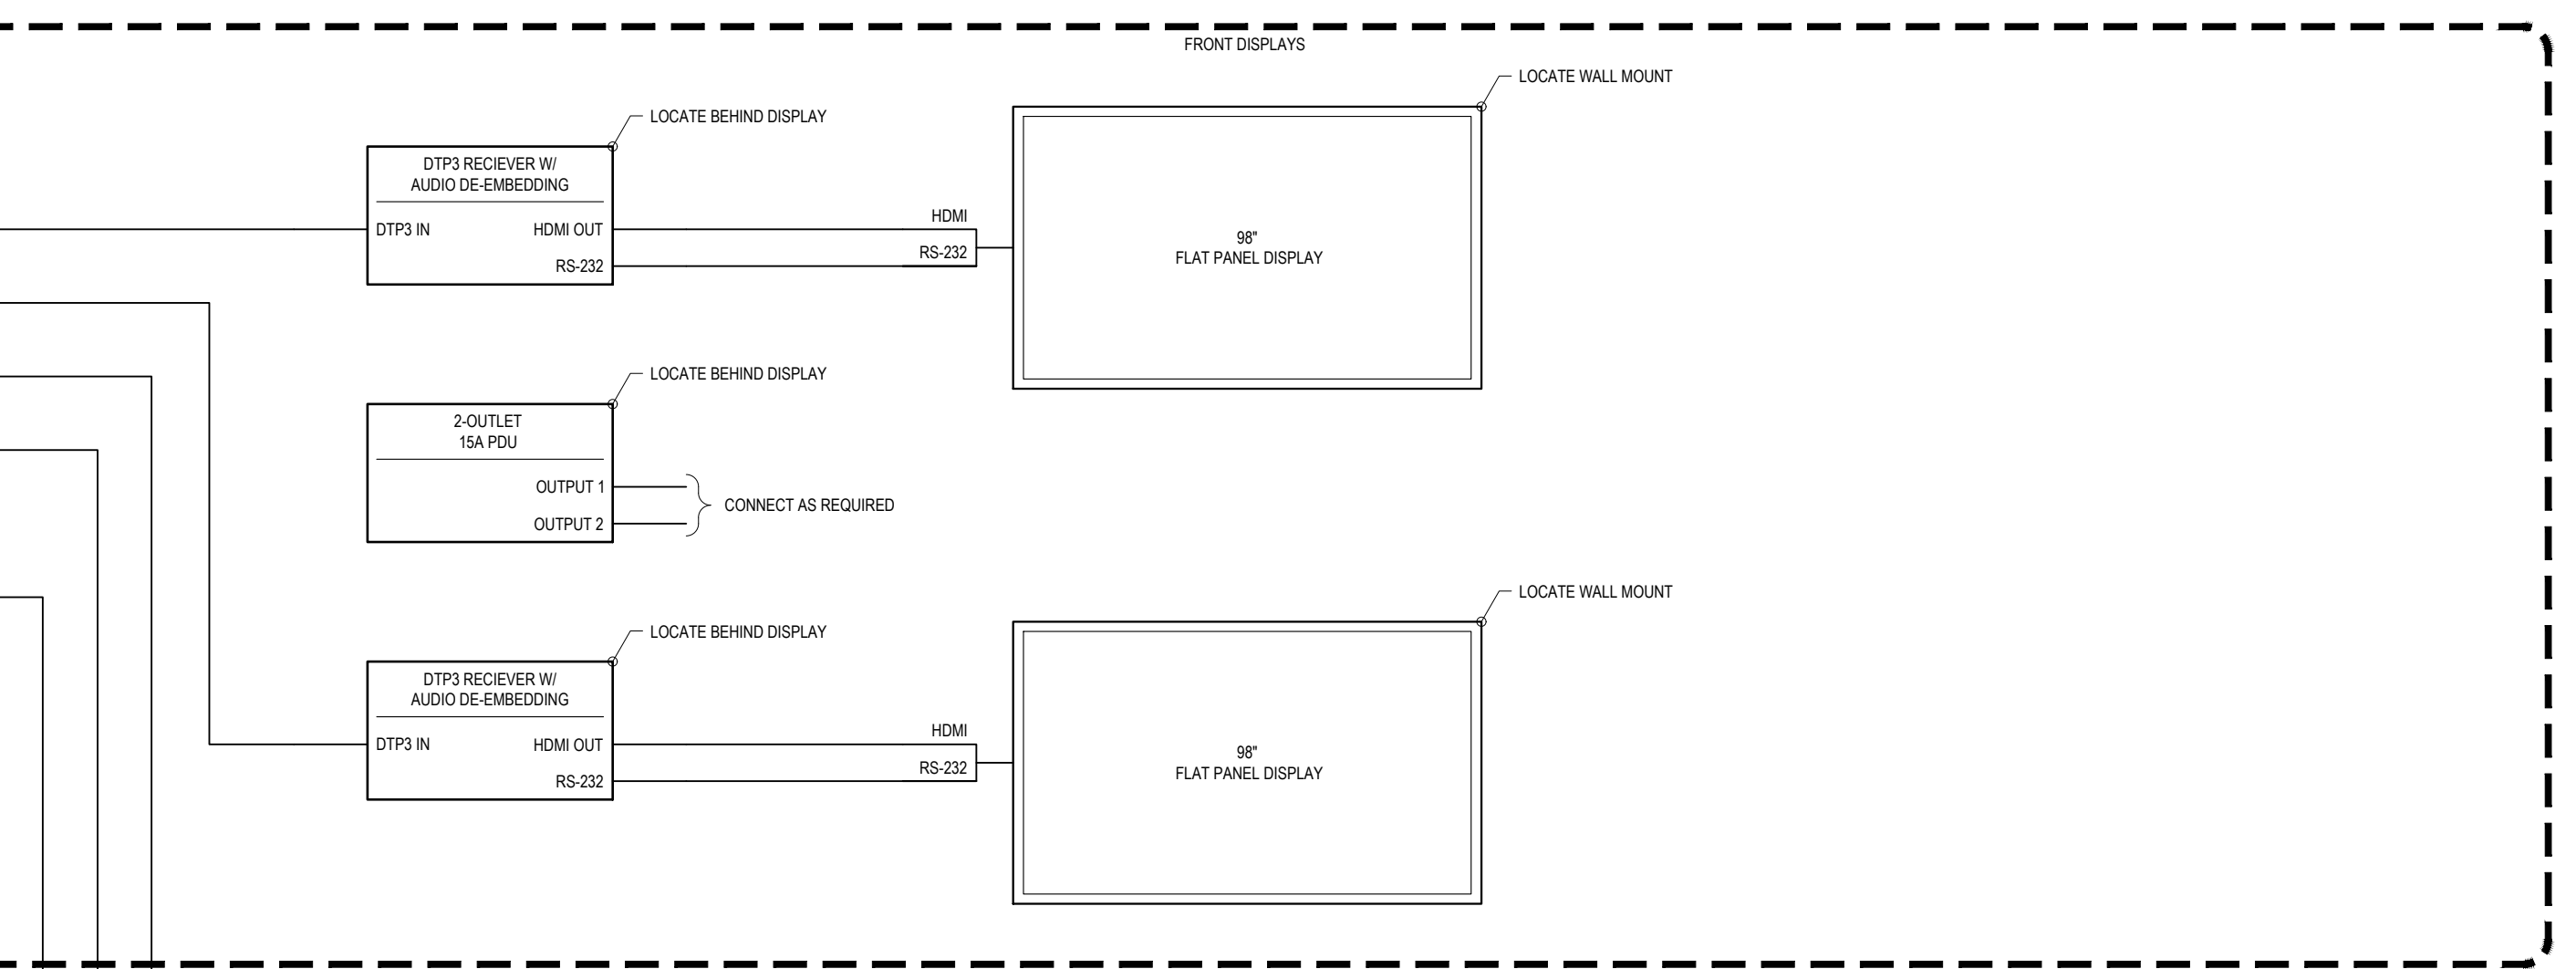 FRONT DISPLAYS
LOCATE WALL MOUNT
LOCATE BEHIND DISPLAY
DTP3 RECIEVER W/
AUDIO DE-EMBEDDING
DTP3 IN
HDMI OUT
RS-232
HDMI
RS-232
98"
FLAT PANEL DISPLAY
LOCATE BEHIND DISPLAY
2-OUTLET
15A PDU
OUTPUT 1
OUTPUT 2
CONNECT AS REQUIRED
LOCATE WALL MOUNT
LOCATE BEHIND DISPLAY
DTP3 RECIEVER W/
AUDIO DE-EMBEDDING
DTP3 IN
HDMI OUT
RS-232
HDMI
RS-232
98"
FLAT PANEL DISPLAY